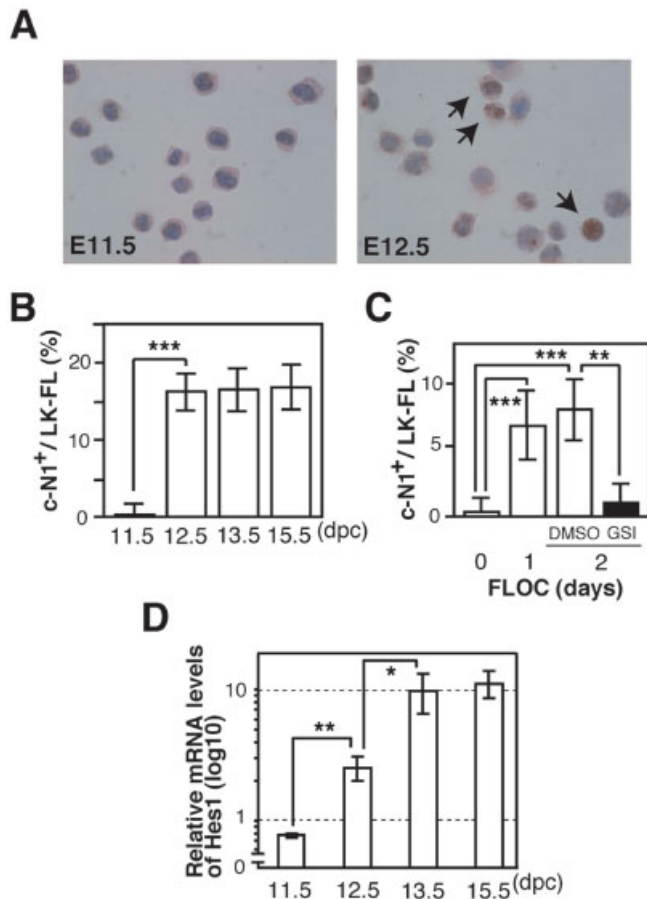 A
E11.5
E12.5
B
c-N1+/ LK-FL (%)
20
10
0
***
11.5 12.5 13.5 15.5 (dpc)
C
c-N1+/ LK-FL (%)
10
5
0
***
**
***
DMSO GSI
0 1 2
FLOC (days)
D
Relative mRNA levels
of Hes1 (log10)
10
1
0
**
*
11.5 12.5 13.5 15.5 (dpc)